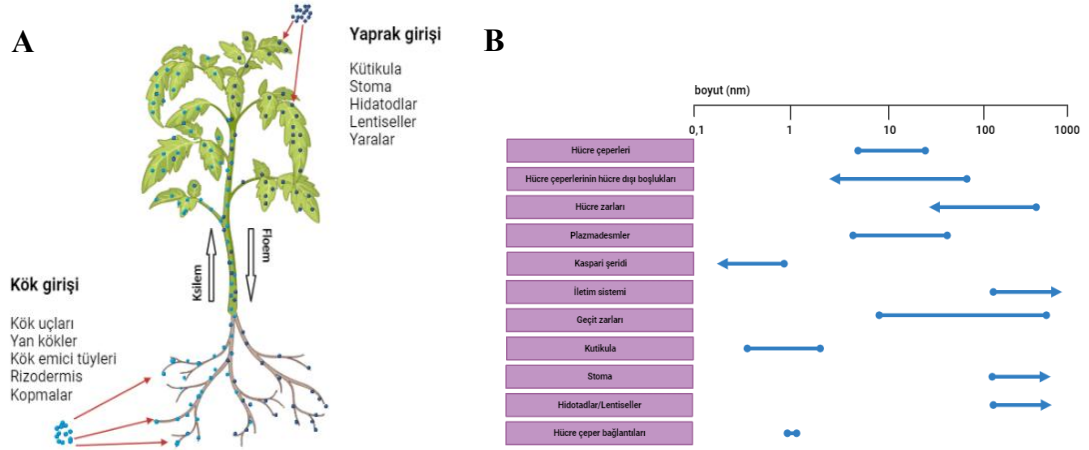 A
Yaprak girişi
Kütikula
Stoma
Hidatodlar
Lentiseller
Yaralar
Ksilem
Floem
Kök girişi
Kök uçları
Yan kökler
Kök emici tüyleri
Rizodermis
Kopmalar
B
boyut (nm)
0,1 1 10 100 1000
Hücre çeperleri
Hücre çeperlerinin hücre dışı boşlukları
Hücre zarları
Plazmadesmler
Kaspari şeridi
İletim sistemi
Geçit zarları
Kutikula
Stoma
Hidotadlar/Lentiseller
Hücre çeper bağlantıları